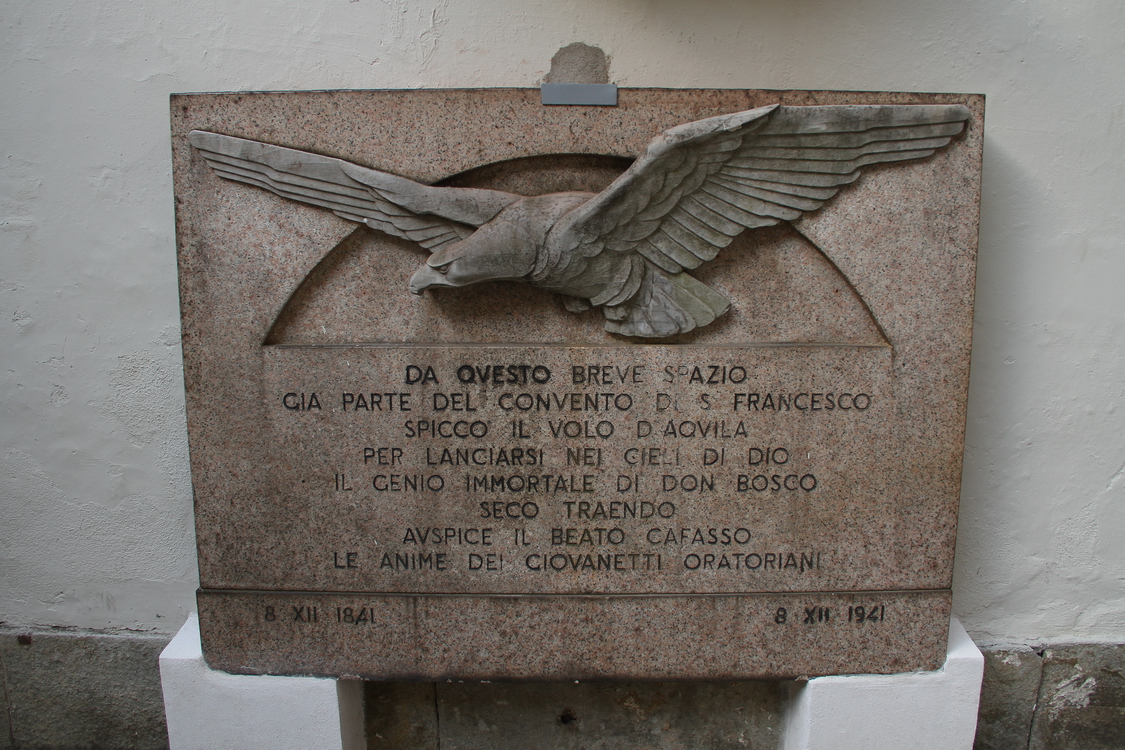 DA QVESTO BREVE SPAZIO
GIA PARTE DEL CONVENTO DI S FRANCESCO
SPICCO' IL VOLO D'AQVILA
PER LANCIARSI NEI CIELI DI DIO
IL GENIO IMMORTALE DI DON BOSCO
SECO TRAENDO
AVSPICE IL BEATO CAFASSO
LE ANIME DEI GIOVANETTI ORATORIANI
8 XII 1841 8 XII 1941